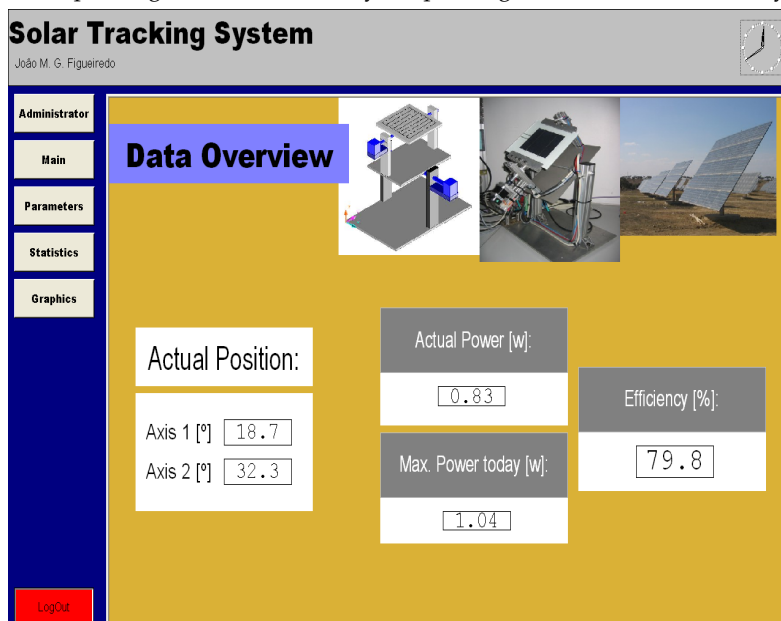 Solar Tracking System
João M. G. Figueiredo
Administrator
Main
Parameters
Statistics
Graphics
LogOut
Data Overview
Actual Position:
Axis 1 [º] 18.7
Axis 2 [º] 32.3
Actual Power [w]:
0.83
Max. Power today [w]:
1.04
Efficiency [%]:
79.8